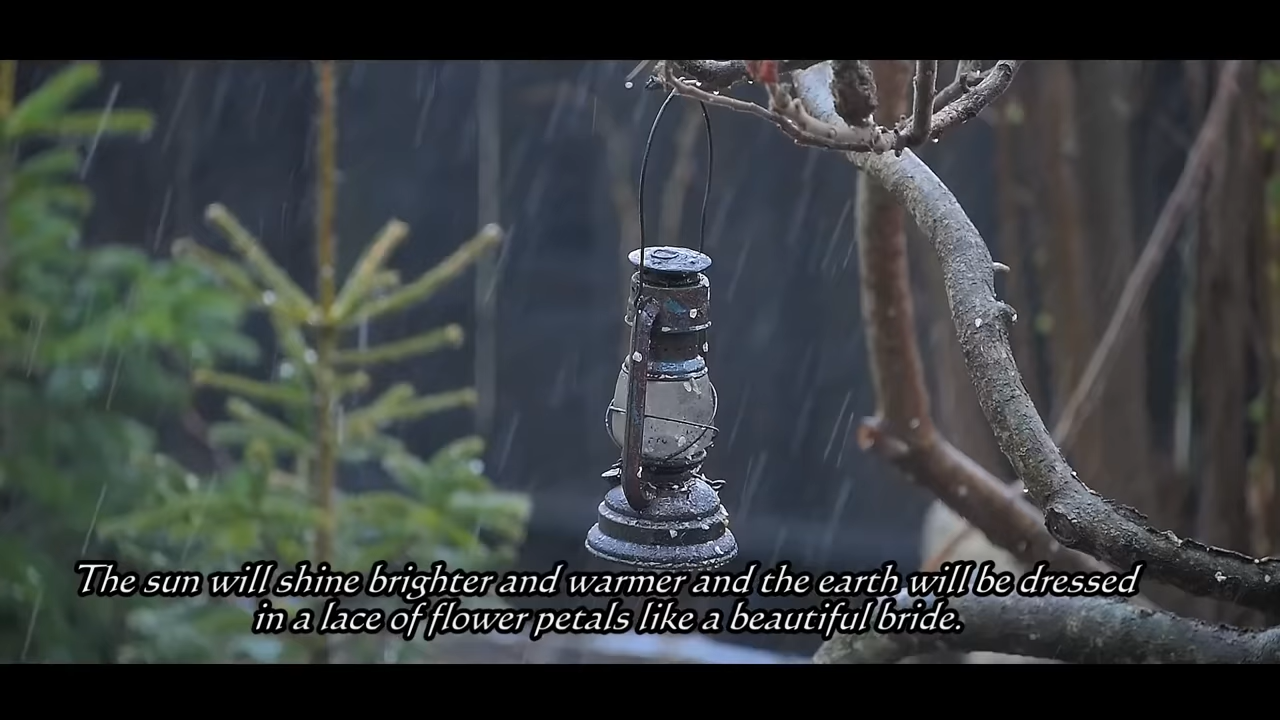 The sun will shine brighter and warmer and the earth will be dressed
in a lace of flower petals like a beautiful bride.